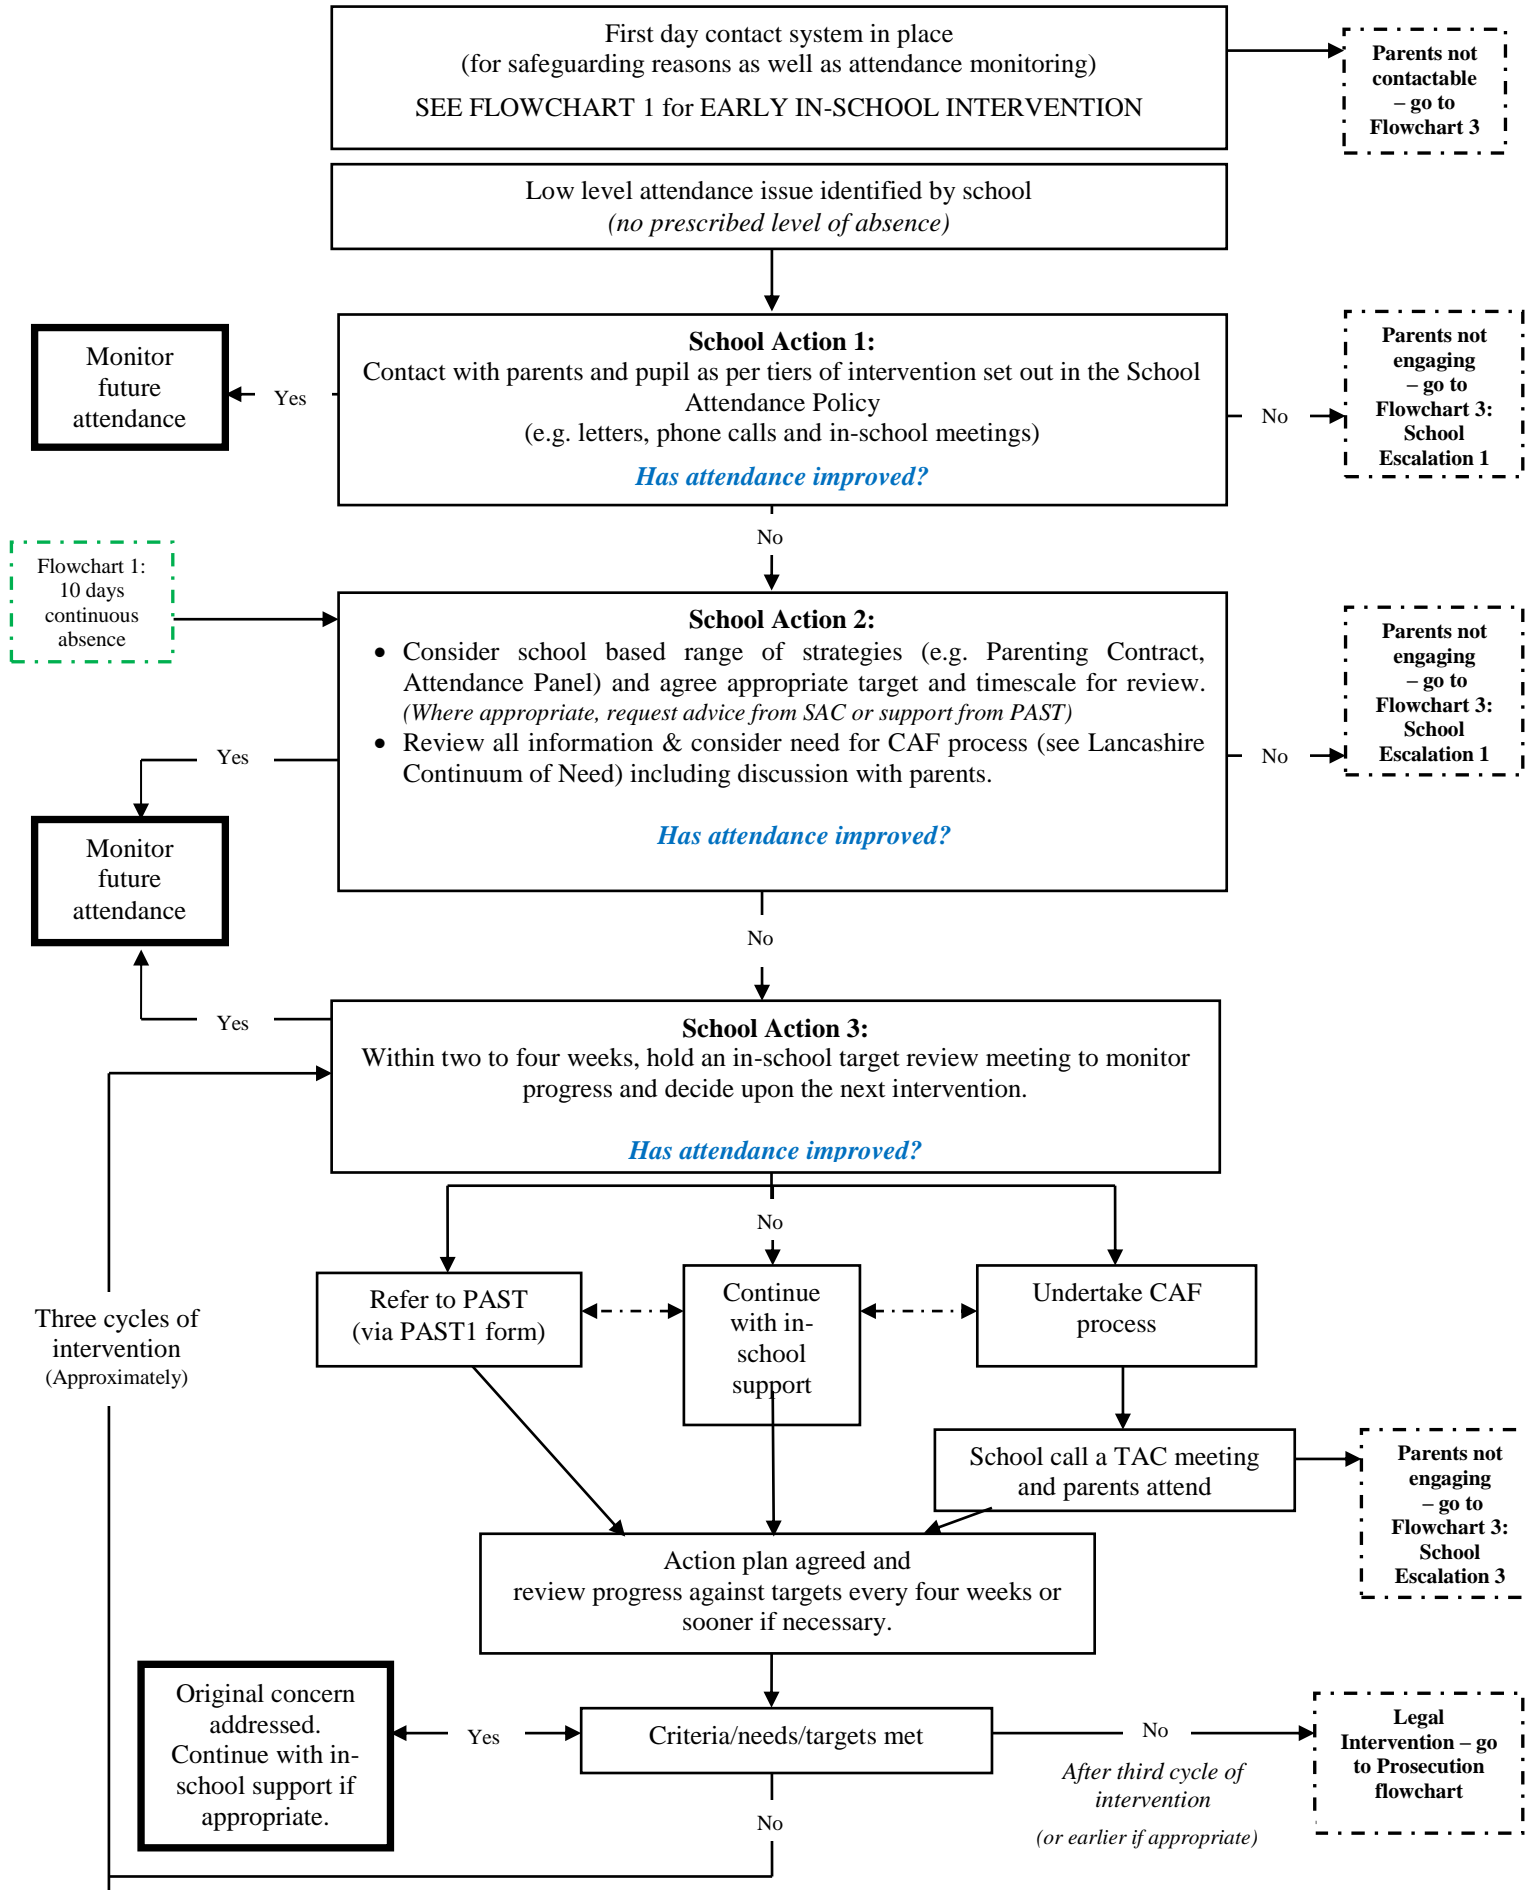 First day contact system in place
(for safeguarding reasons as well as attendance monitoring)
SEE FLOWCHART 1 for EARLY IN-SCHOOL INTERVENTION
Parents not
contactable
– go to
Flowchart 3
Low level attendance issue identified by school
(no prescribed level of absence)
Monitor
future
attendance
Yes
School Action 1:
Contact with parents and pupil as per tiers of intervention set out in the School
Attendance Policy
(e.g. letters, phone calls and in-school meetings)
Has attendance improved?
No
Parents not
engaging
– go to
Flowchart 3:
School
Escalation 1
No
Flowchart 1:
10 days
continuous
absence
School Action 2:
• Consider school based range of strategies (e.g. Parenting Contract,
Attendance Panel) and agree appropriate target and timescale for review.
(Where appropriate, request advice from SAC or support from PAST)
• Review all information & consider need for CAF process (see Lancashire
Continuum of Need) including discussion with parents.
Has attendance improved?
Yes
No
Parents not
engaging
– go to
Flowchart 3:
School
Escalation 1
Monitor
future
attendance
No
Yes
School Action 3:
Within two to four weeks, hold an in-school target review meeting to monitor
progress and decide upon the next intervention.
Has attendance improved?
No
Three cycles of
intervention
(Approximately)
Refer to PAST
(via PAST1 form)
Continue
with in-
school
support
Undertake CAF
process
School call a TAC meeting
and parents attend
Parents not
engaging
– go to
Flowchart 3:
School
Escalation 3
Action plan agreed and
review progress against targets every four weeks or
sooner if necessary.
Original concern
addressed.
Continue with in-
school support if
appropriate.
Yes
Criteria/needs/targets met
No
After third cycle of
intervention
(or earlier if appropriate)
Legal
Intervention – go
to Prosecution
flowchart
No